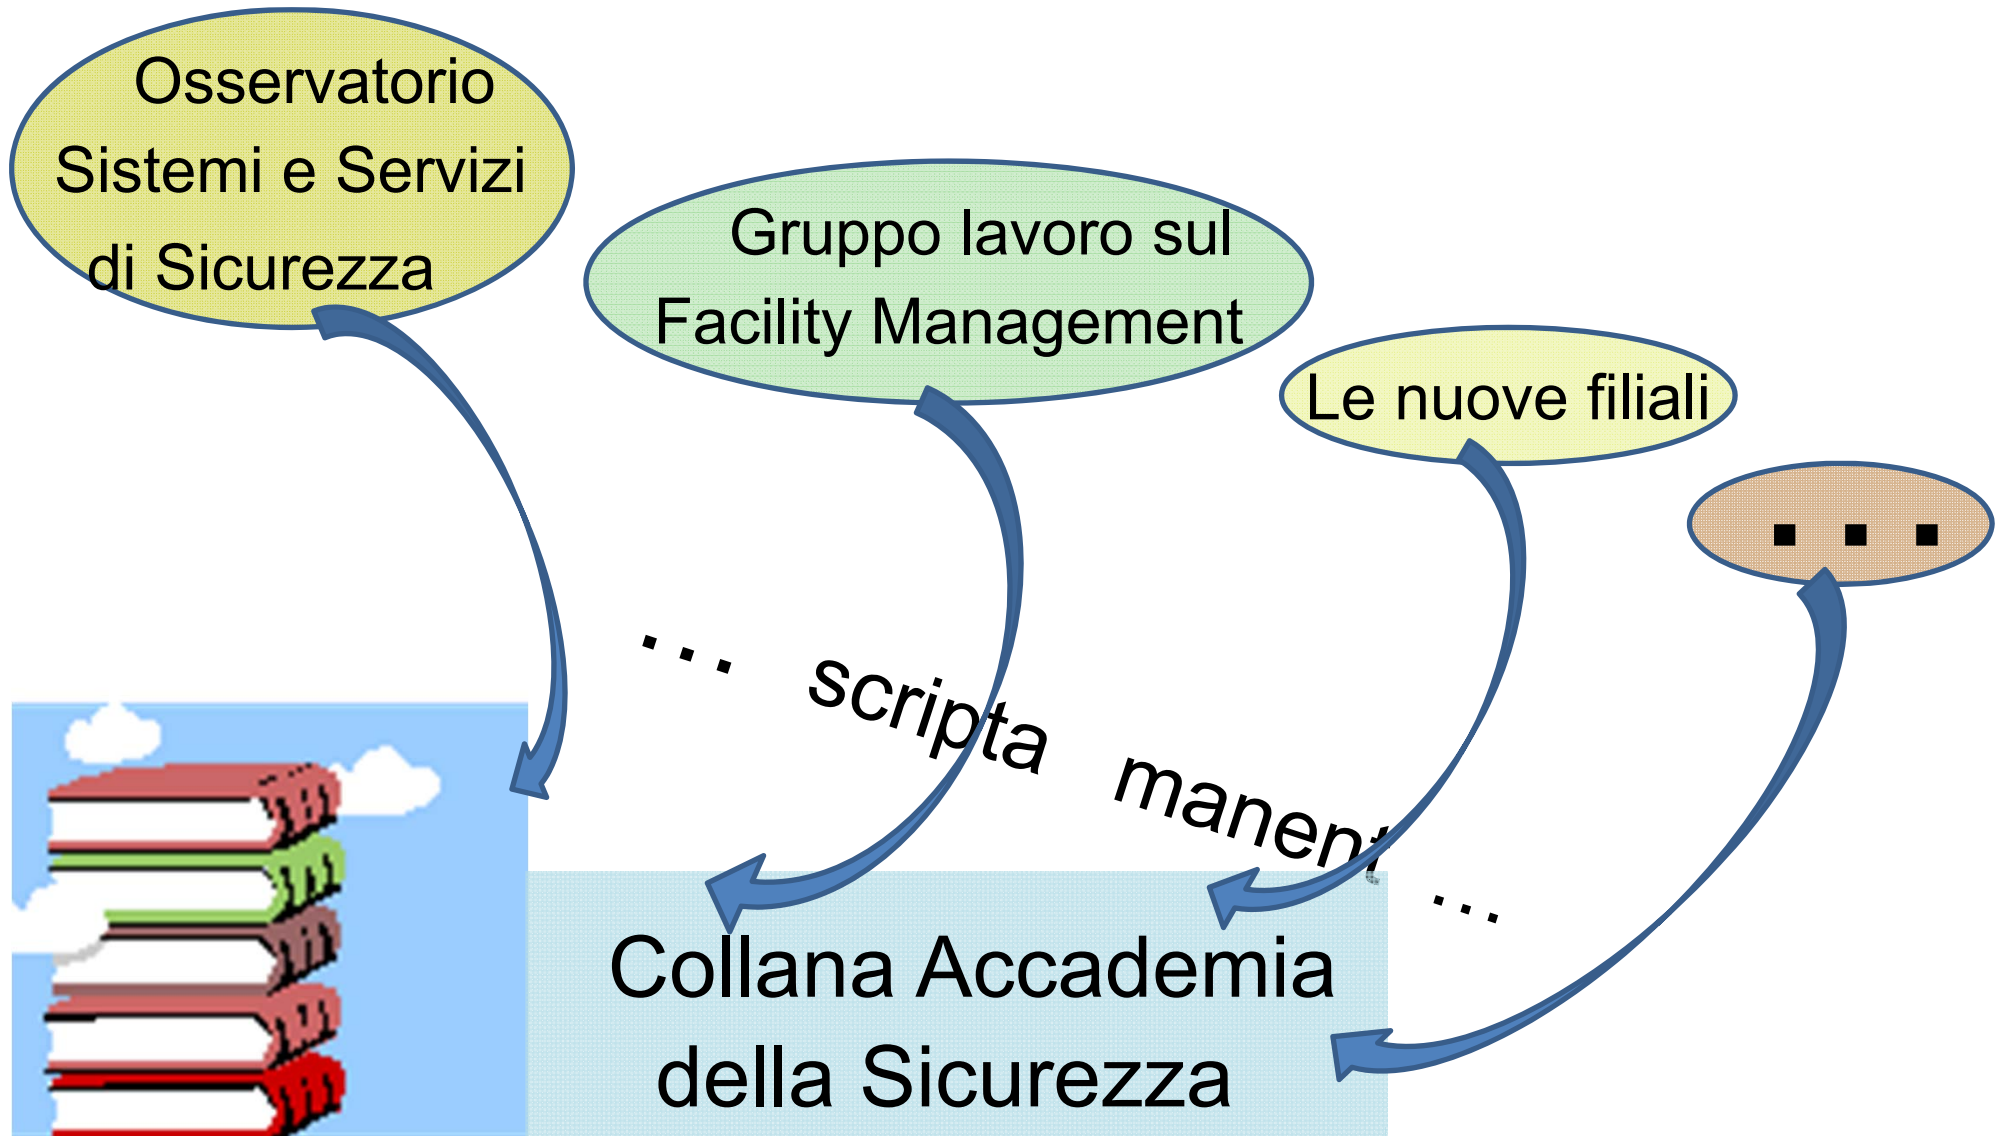 Osservatorio
Sistemi e Servizi
di Sicurezza
Gruppo lavoro sul
Facility Management
Le nuove filiali
...
... scripta manent ...
Collana Accademia
della Sicurezza